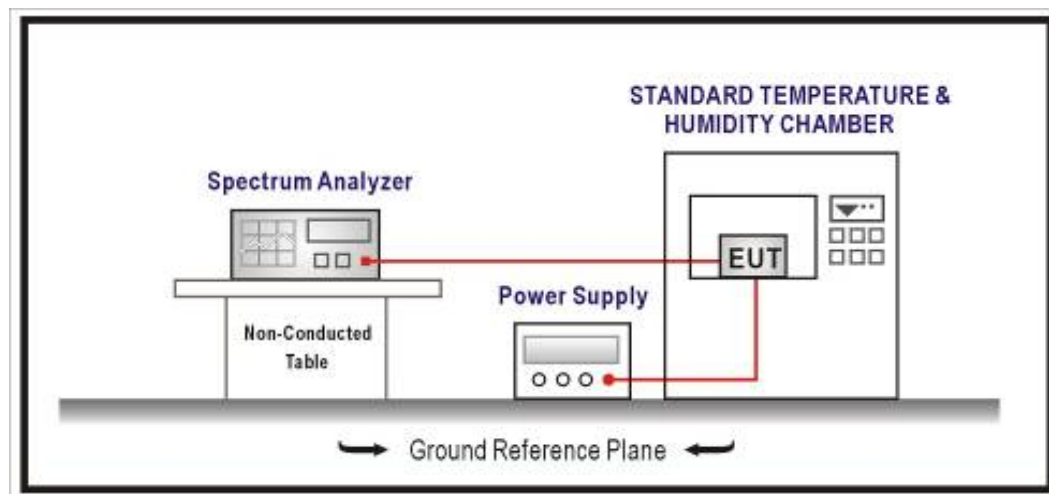 STANDARD TEMPERATURE &
HUMIDITY CHAMBER
Spectrum Analyzer
EUT
Power Supply
Non-Conducted
Table
Ground Reference Plane